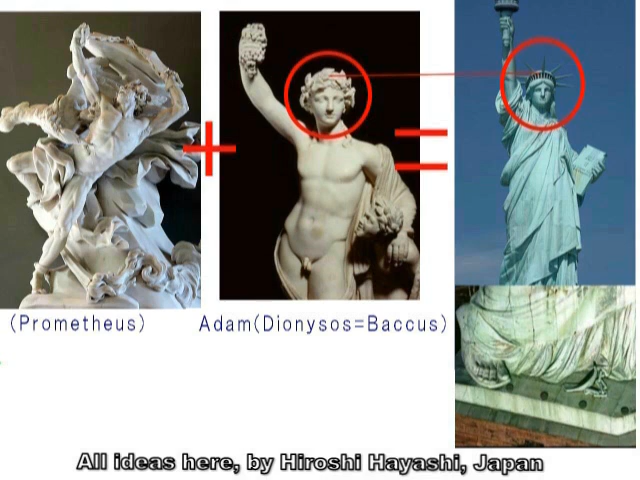 (Prometheus)
Adam(Dionysos=Baccus)
All ideas here, by Hiroshi Hayashi, Japan